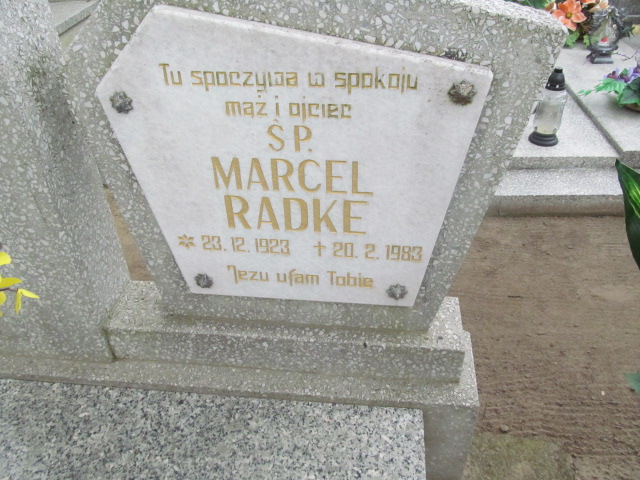 Tu spoczywa w spokoju
mąż i ojciec
ŚP.
MARCEL
RADKE
* 23. 12. 1923 + 20. 2. 1983
Jezu ufam Tobie